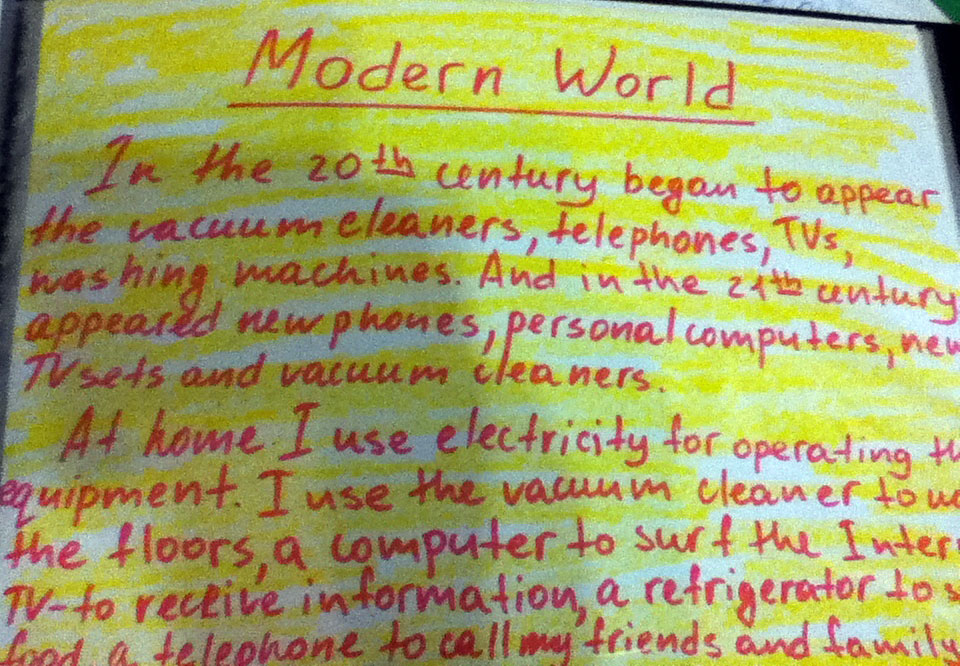 Modern World
In the 20th century began to appear
the vacuum cleaners, telephones, TVs,
washing machines. And in the 21th century
appeared new phones, personal computers, new
TV sets and vacuum cleaners.
At home I use electricity for operating
equipment. I use the vacuum cleaner to
the floors, a computer to surf the
TV-to receive information, a refrigerator to
food, a telephone to call my friends and family